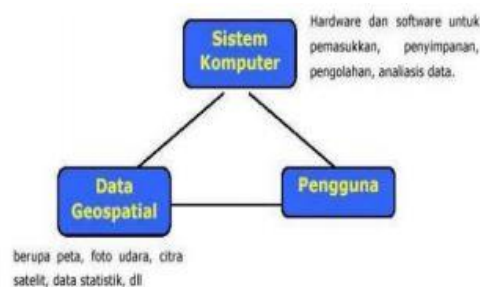 Sistem
Komputer
Hardware dan software untuk
pemasukkan, penyimpanan,
pengolahan, analiasis data.
Data
Geospatial
Pengguna
berupa peta, foto udara, citra
satelit, data statistik, dll